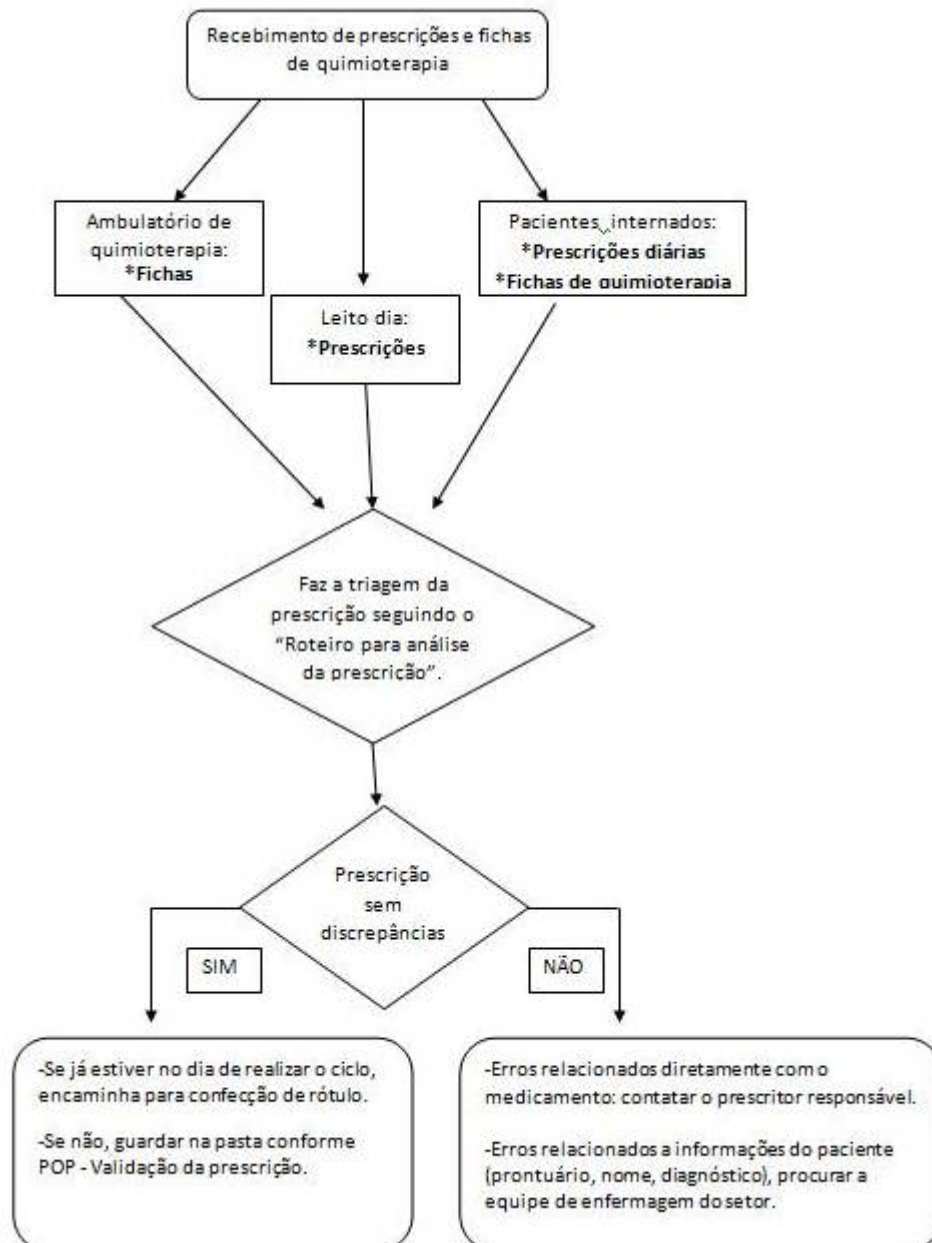 Recebimento de prescrições e fichas
de quimioterapia
Ambulatório de
quimioterapia:
*Fichas
Leito dia:
*Prescrições
Pacientes internados:
*Prescrições diárias
*Fichas de quimioterapia
Faz a triagem da
prescrição seguindo o
“Roteiro para análise
da prescrição”.
Prescrição
sem
discrepâncias
SIM
NÃO
-Se já estiver no dia de realizar o ciclo,
encaminha para confecção de rótulo.
-Se não, guardar na pasta conforme
POP - Validação da prescrição.
-Erros relacionados diretamente com o
medicamento: contatar o prescritor responsável.
-Erros relacionados a informações do paciente
(prontuário, nome, diagnóstico), procurar a
equipe de enfermagem do setor.